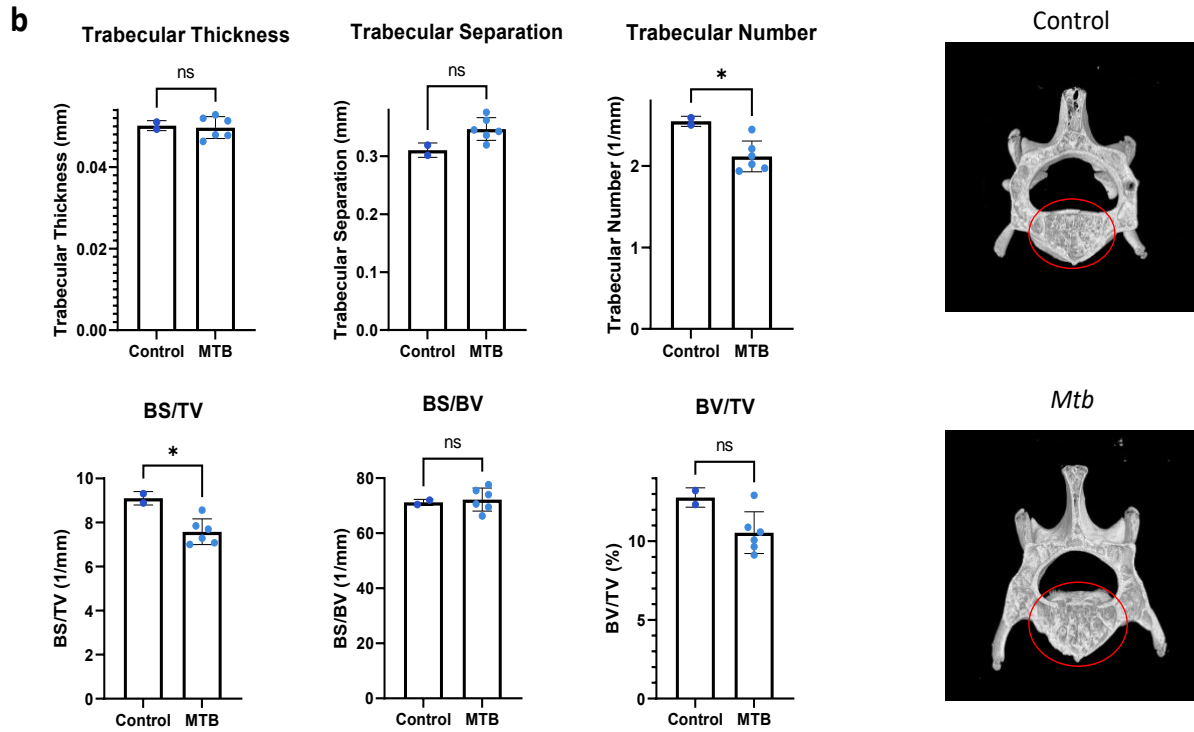 b
Trabecular Thickness
ns
Trabecular Thickness (mm)
0.04
0.02
0.00
Control MTB
Trabecular Separation
ns
Trabecular Separation (mm)
0.3
0.2
0.1
0.0
Control MTB
Trabecular Number
*
Trabecular Number (1/mm)
2
1
0
Control MTB
Control
BS/TV
*
BS/TV (1/mm)
10
8
6
4
2
0
Control MTB
BS/BV
ns
BS/BV (1/mm)
80
60
40
20
0
Control MTB
BV/TV
ns
BV/TV (%)
10
5
0
Control MTB
Mtb